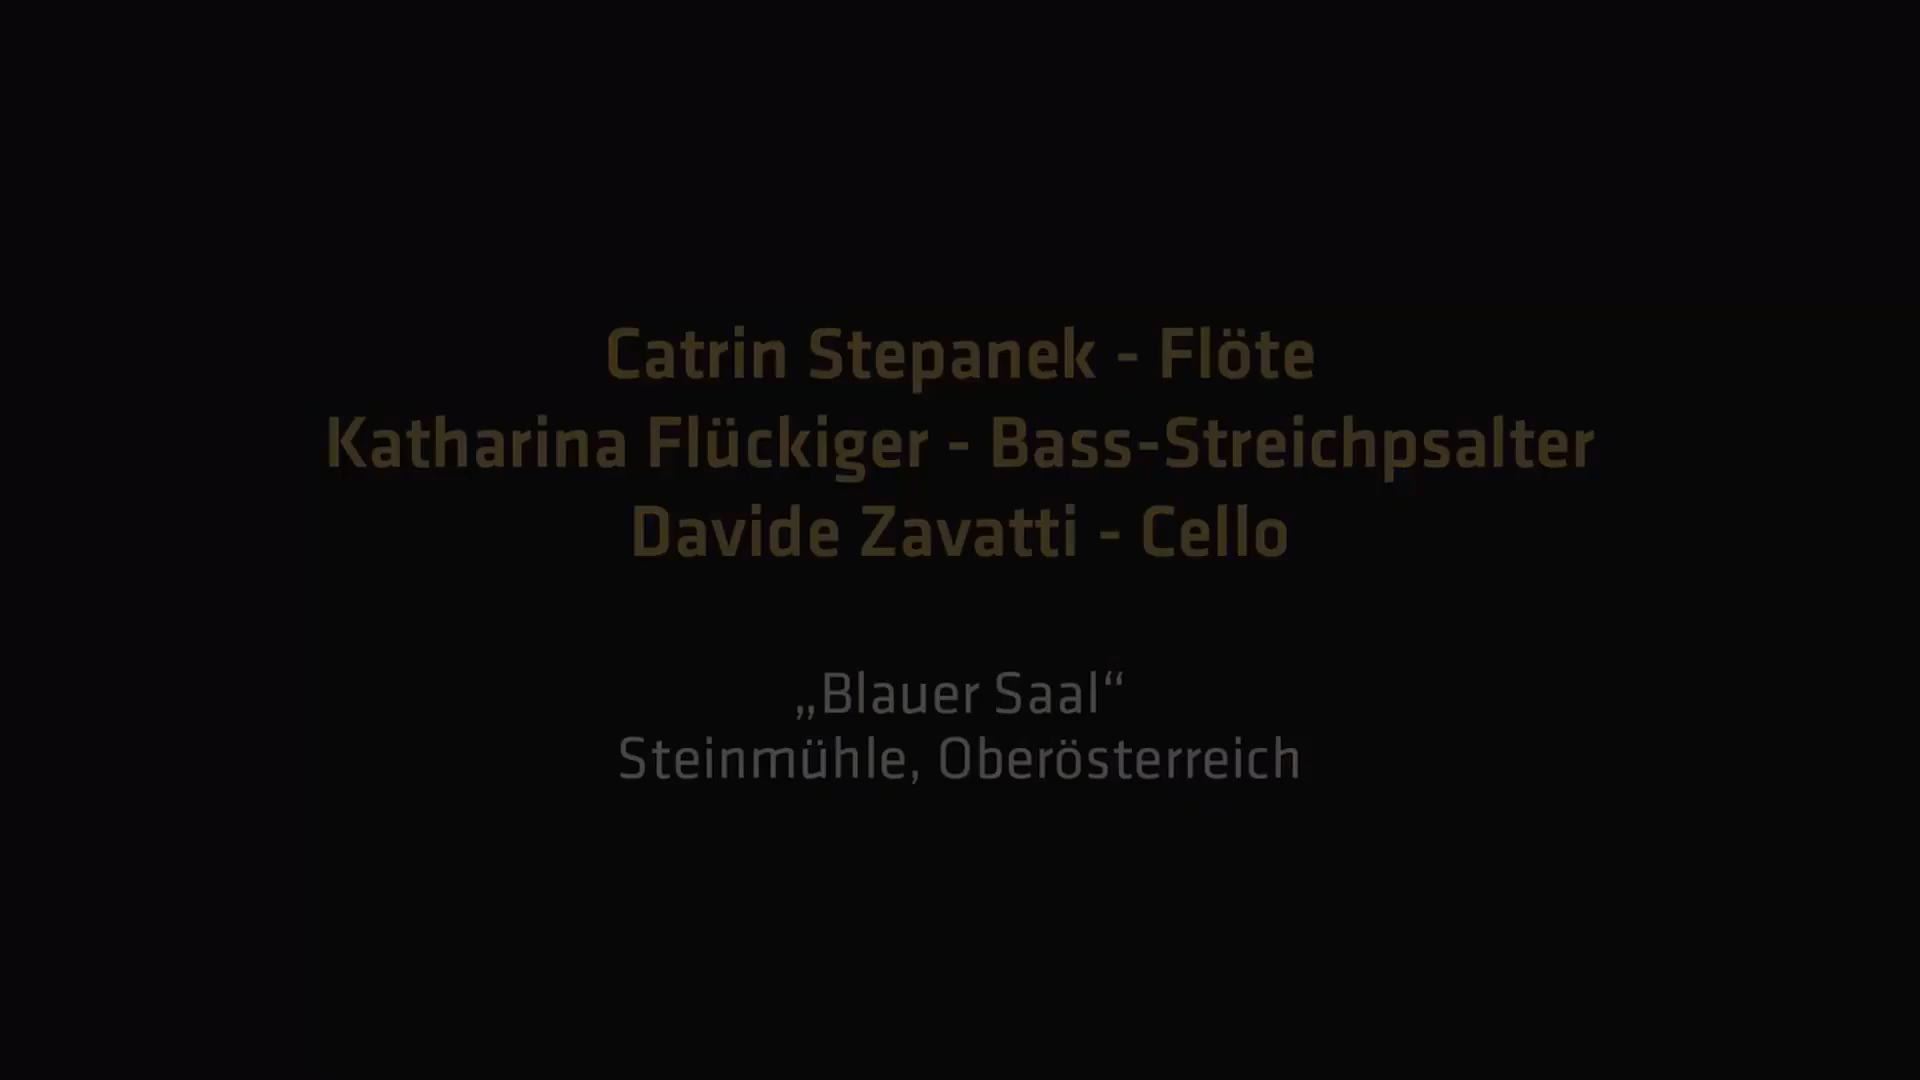 Catrin Stepanek - Flöte
Katharina Flückiger - Bass-Streichpsalter
Davide Zavatti - Cello
„Blauer Saal“
Steinmühle, Oberösterreich